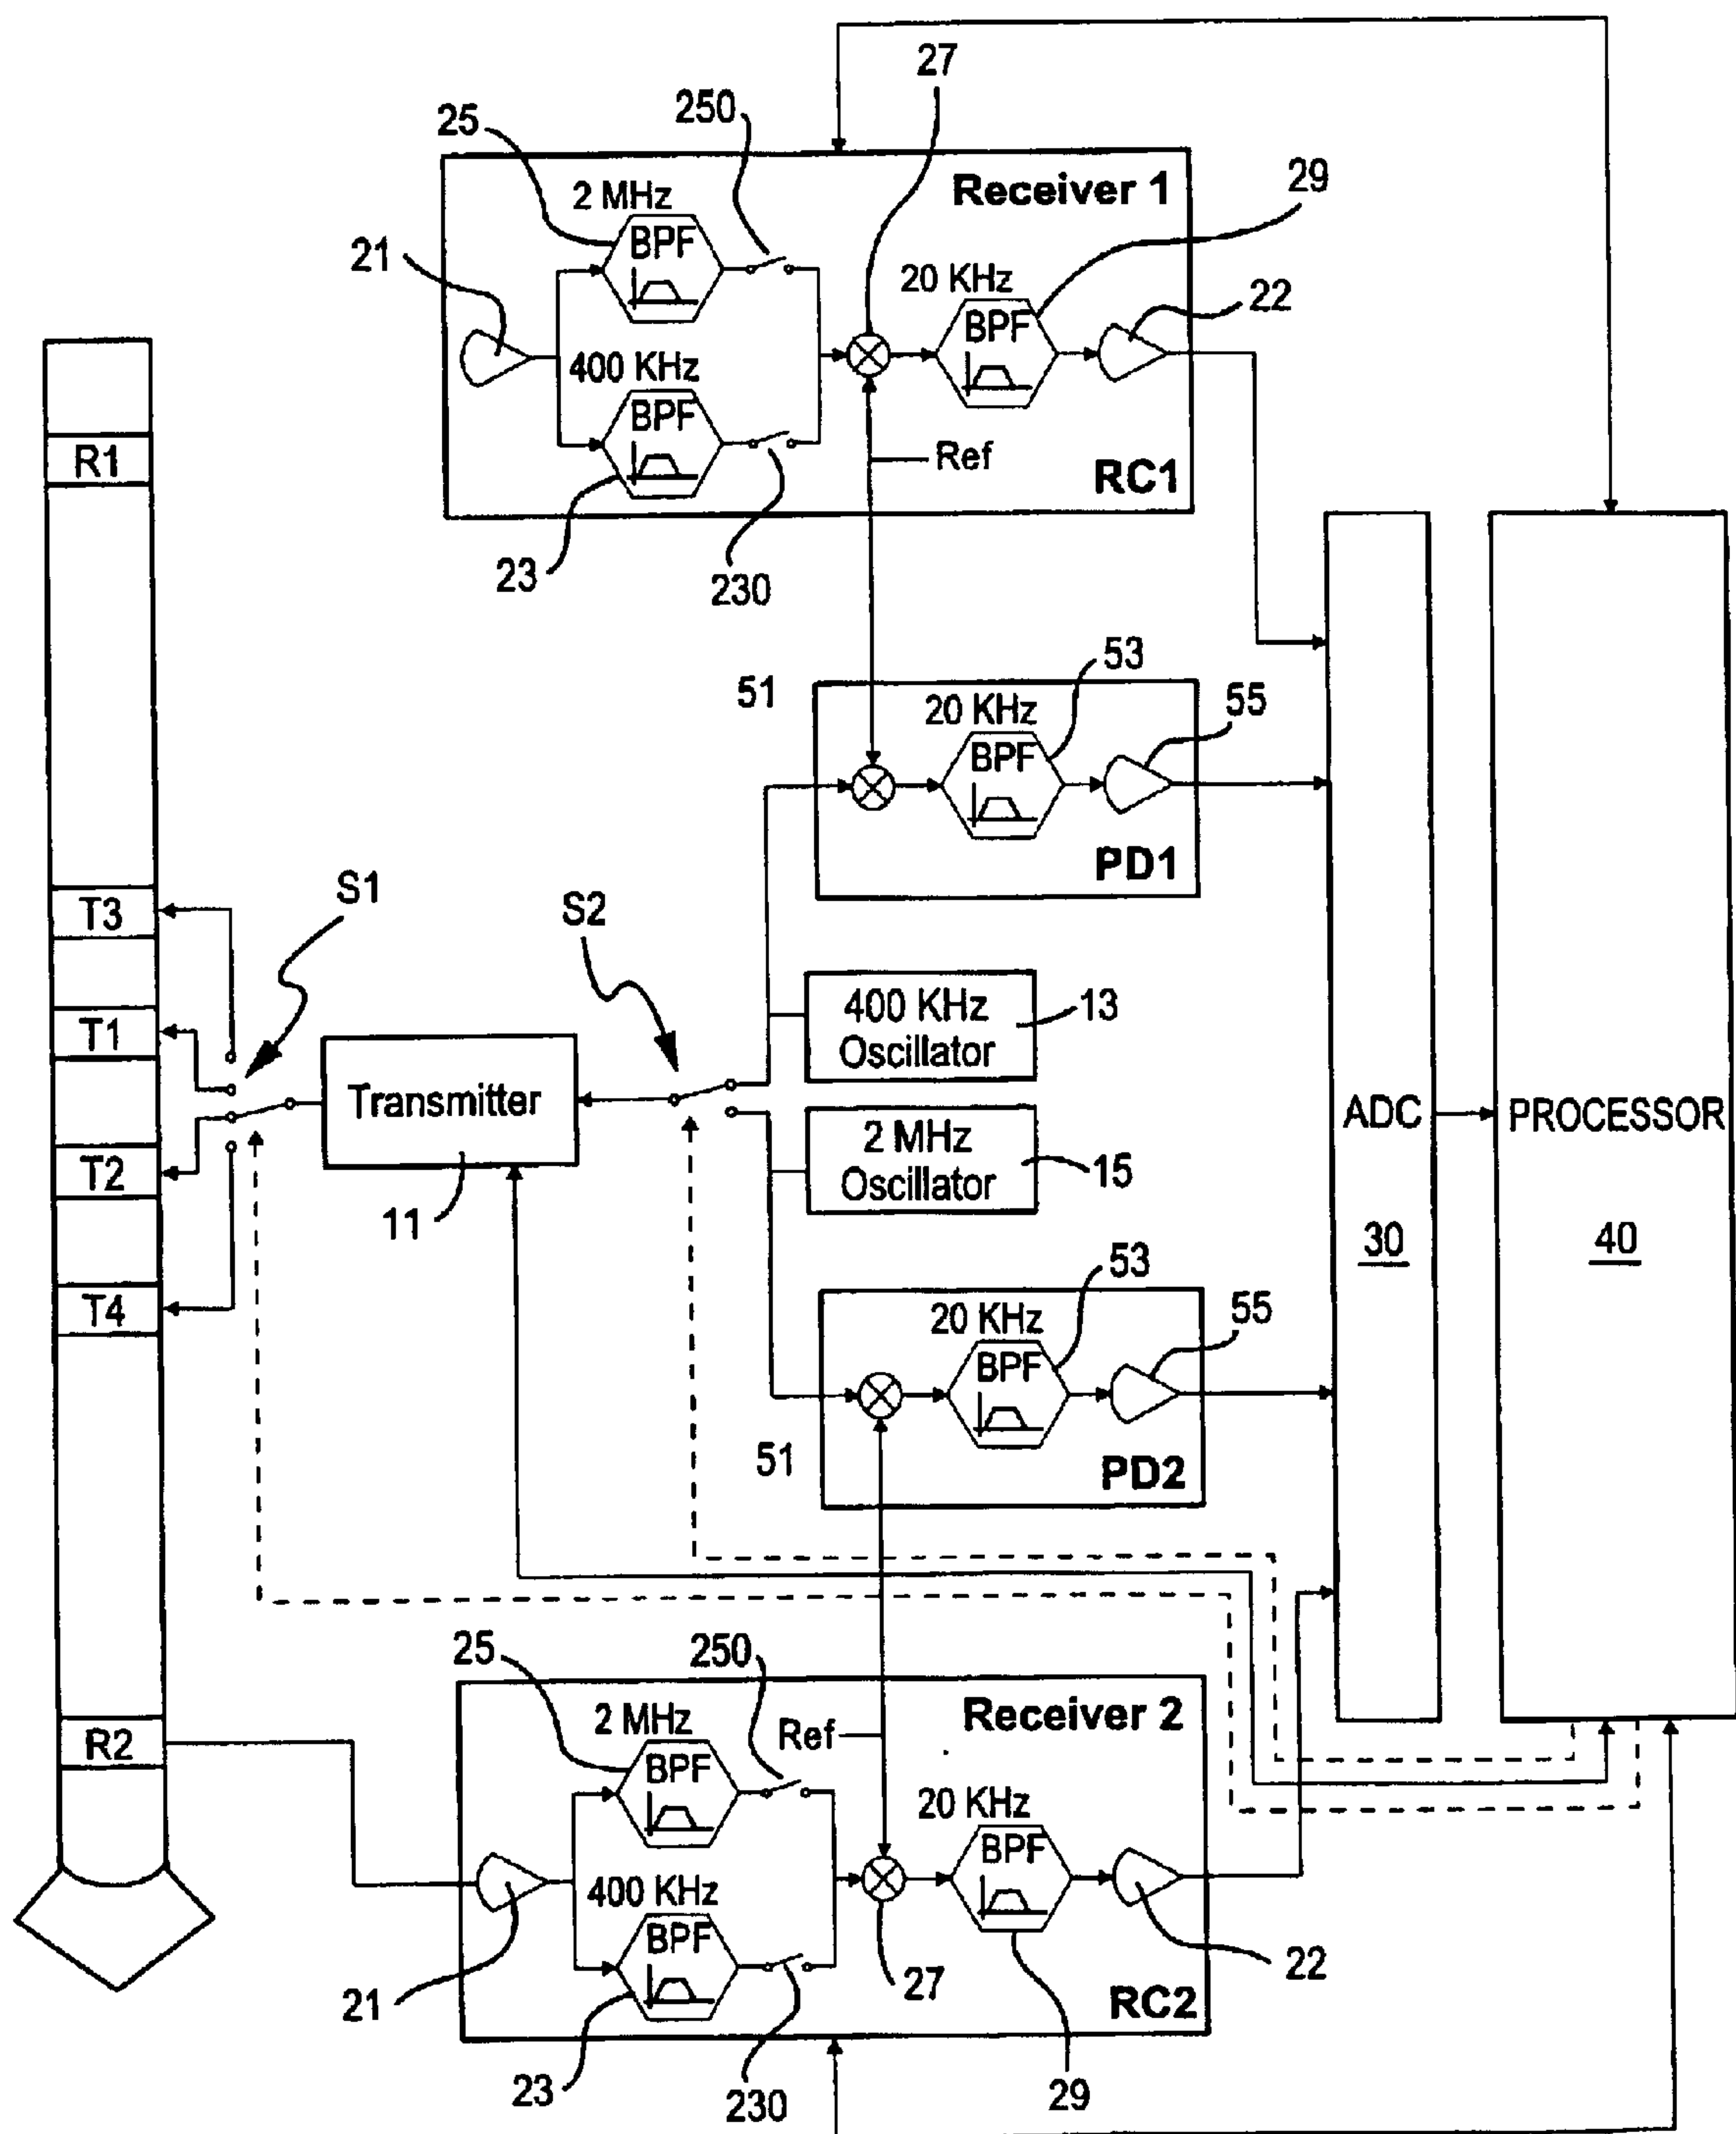 27
250
25
2 MHz
Receiver 1
29
BPF
21
20 KHz
22
BPF
400 KHz
BPF
R1
Ref
RC1
23
230
51
53
20 KHz
55
BPF
PD1
S1
S2
T3
400 KHz
Oscillator
13
T1
Transmitter
ADC
PROCESSOR
2 MHz
Oscillator
15
T2
11
30
40
53
20 KHz
55
T4
BPF
51
PD2
25
250
2 MHz
Receiver 2
Ref
R2
BPF
20 KHz
BPF
400 KHz
BPF
21
27
22
RC2
23
230
29